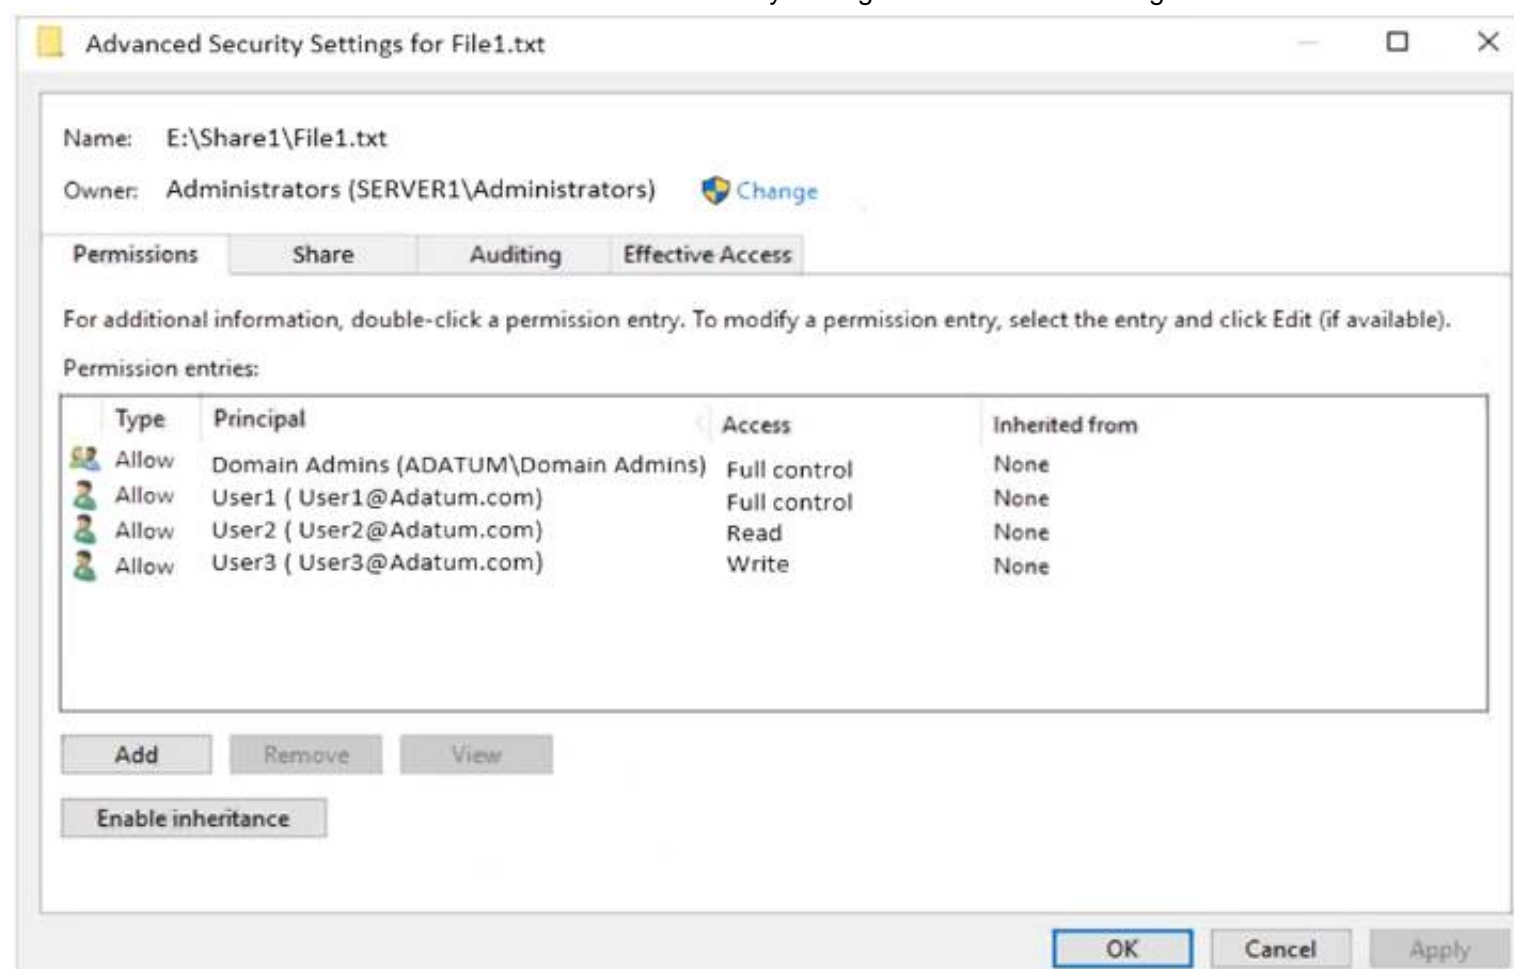 Advanced Security Settings for File1.txt
Name: E:\Share1\File1.txt
Owner: Administrators (SERVER1\Administrators) Change
Permissions Share Auditing Effective Access
For additional information, double-click a permission entry. To modify a permission entry, select the entry and click Edit (if available).
Permission entries:
Type Principal Access Inherited from
Allow Domain Admins (ADATUM\Domain Admins) Full control None
Allow User1 ( User1@Adatum.com) Full control None
Allow User2 ( User2@Adatum.com) Read None
Allow User3 ( User3@Adatum.com) Write None
Add Remove View
Enable inheritance
OK Cancel Apply